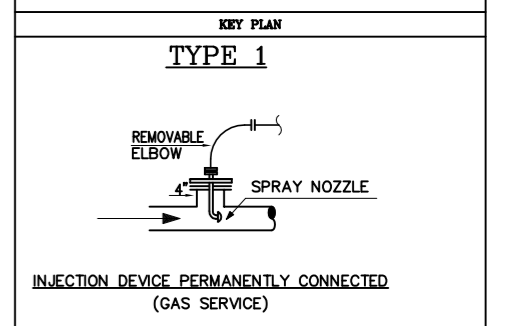 KEY PLAN
TYPE 1
REMOVABLE
ELBOW
4"
SPRAY NOZZLE
INJECTION DEVICE PERMANENTLY CONNECTED
(GAS SERVICE)